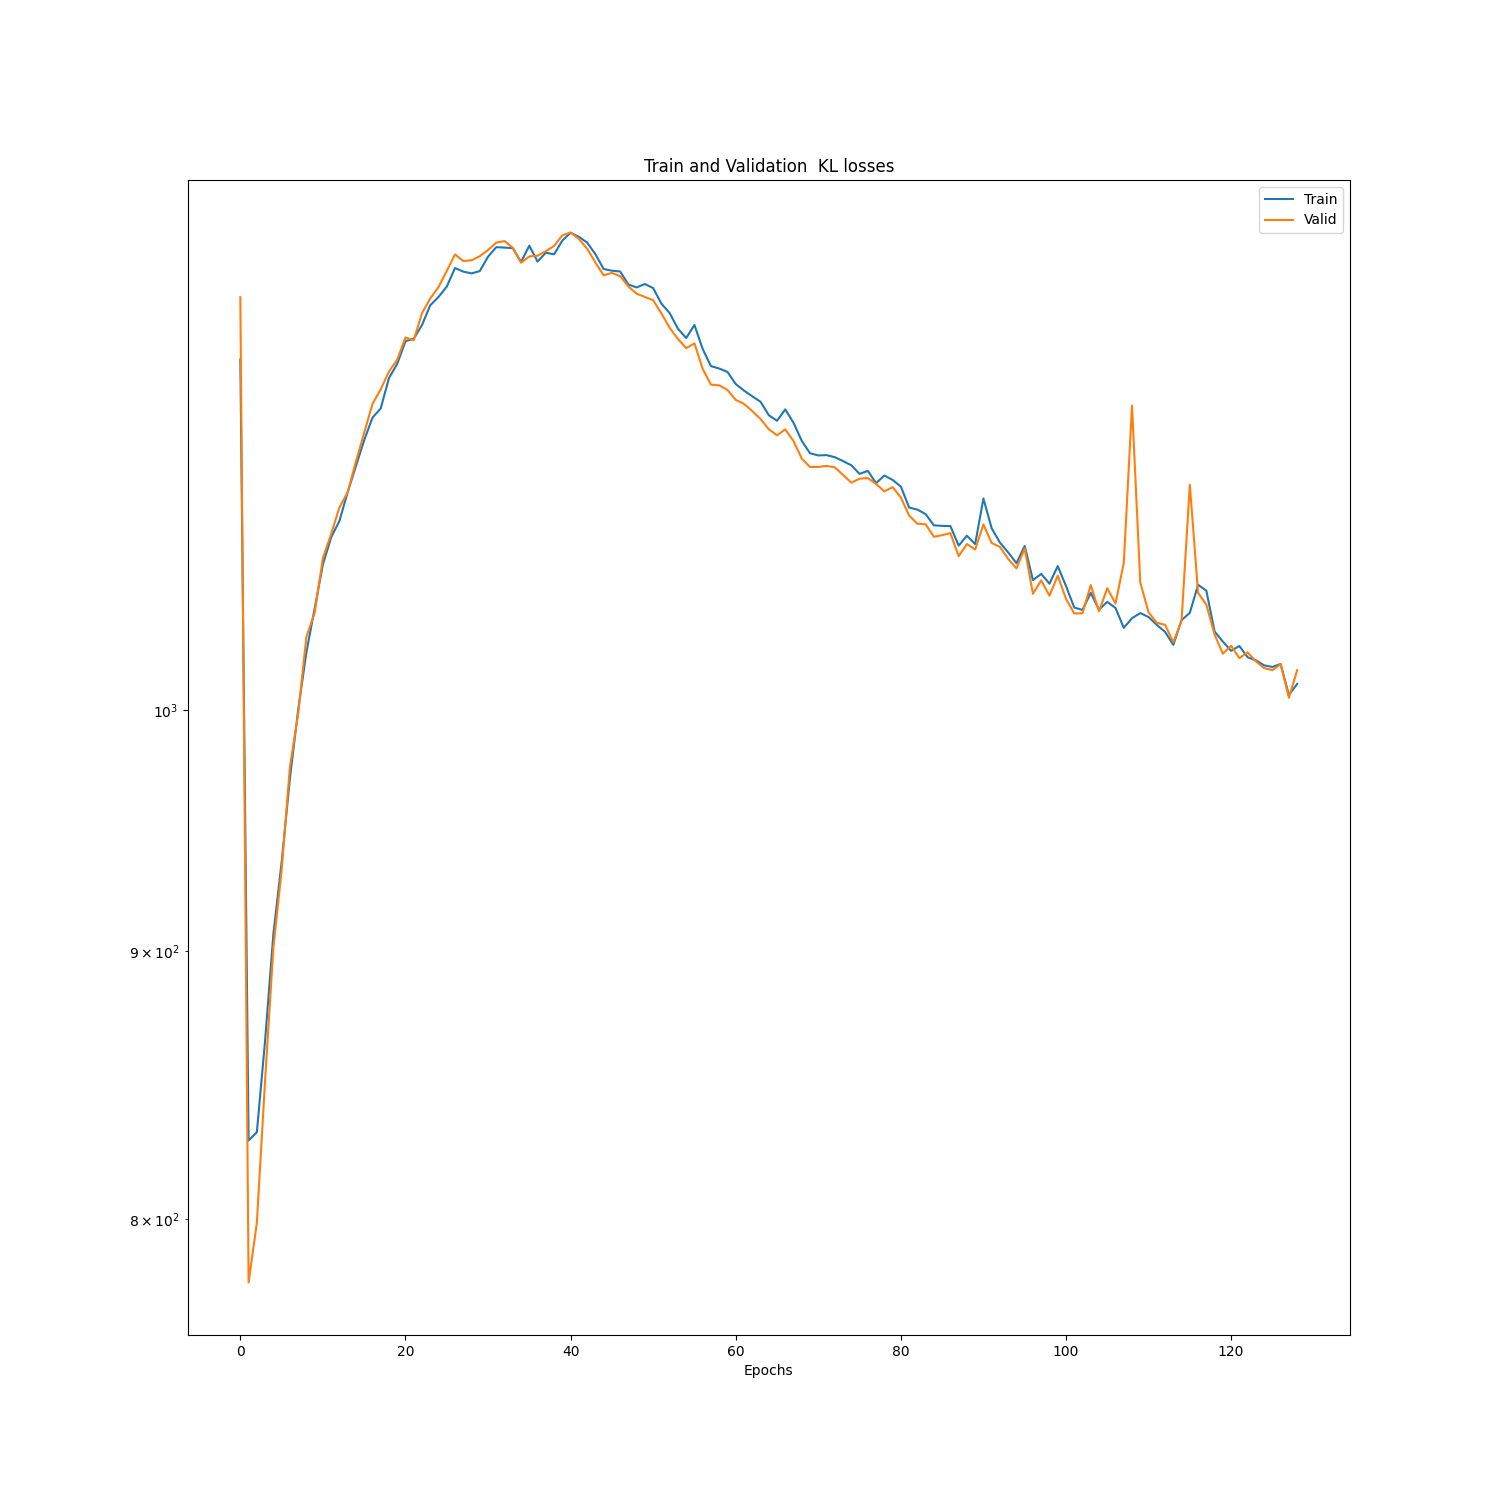 Train and Validation  KL losses
Train
Valid
10³
9 × 10²
8 × 10²
0 20 40 60 80 100 120
Epochs